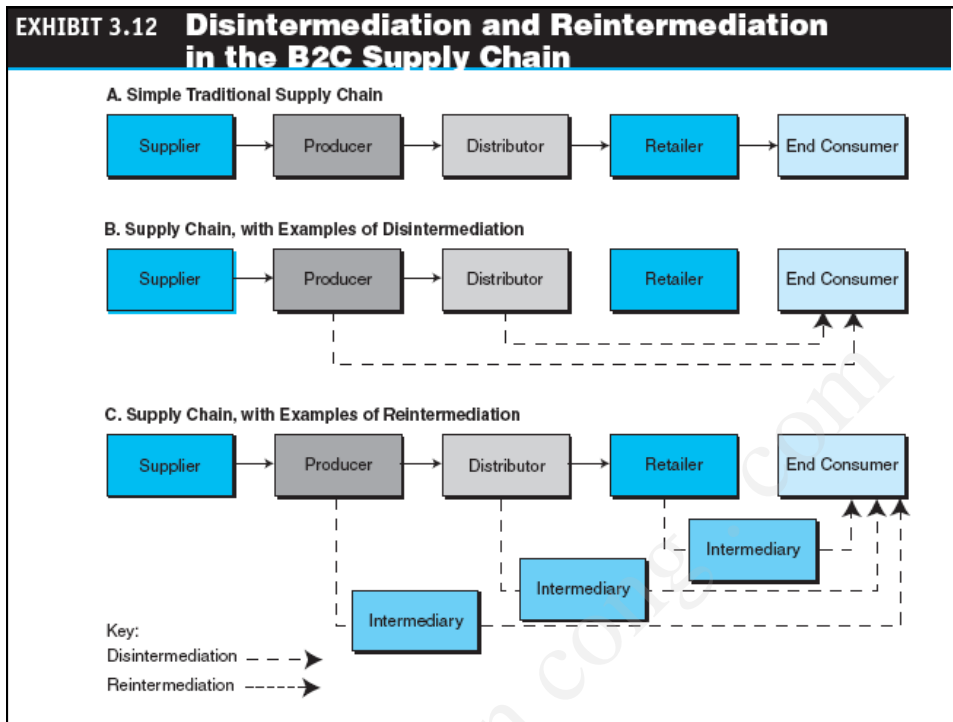 EXHIBIT 3.12 Disintermediation and Reintermediation
in the B2C Supply Chain
A. Simple Traditional Supply Chain
Supplier Producer Distributor Retailer End Consumer
B. Supply Chain, with Examples of Disintermediation
Supplier Producer Distributor Retailer End Consumer
C. Supply Chain, with Examples of Reintermediation
Supplier Producer Distributor Retailer End Consumer
Intermediary
Intermediary
Intermediary
Key:
Disintermediation
Reintermediation
cong . com